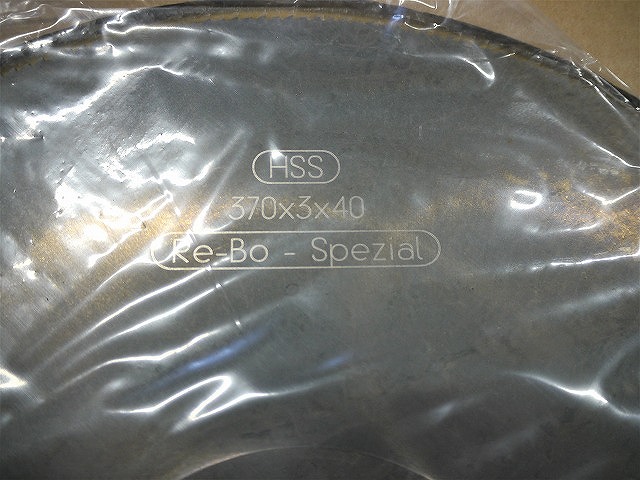 HSS
370x3x40
Re-Bo - Spezial